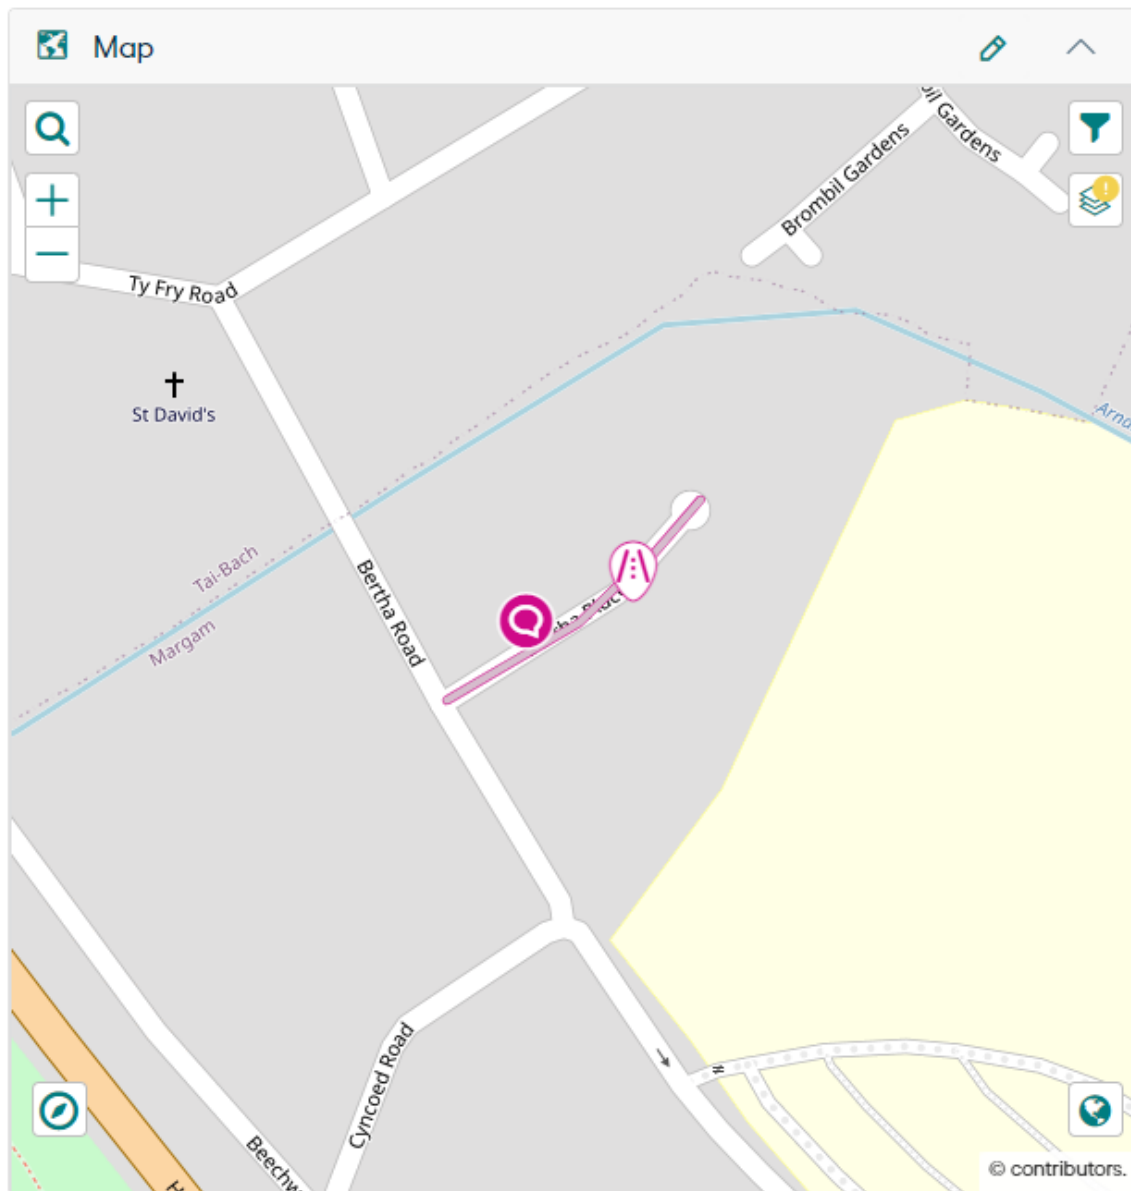 Map
Gardens
Brombil Gardens
Ty Fry Road
St David's
Tai-Bach
Margam
Bertha Road
Cyncoed Road
© contributors.